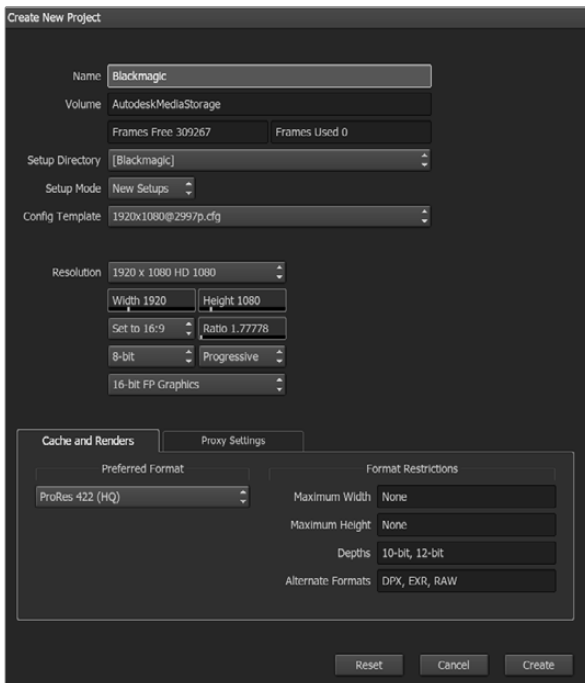 Create New Project
Name Blackmagic
Volume AutodeskMediaStorage
Frames Free 309267 Frames Used 0
Setup Directory [Blackmagic]
Setup Mode New Setups
Config Template 1920x1080@2997p.cfg
Resolution 1920 x 1080 HD 1080
Width 1920 Height 1080
Set to 16:9 Ratio 1.77778
8-bit Progressive
16-bit FP Graphics
Cache and Renders Proxy Settings
Preferred Format Format Restrictions
ProRes 422 (HQ) Maximum Width None
Maximum Height None
Depths 10-bit, 12-bit
Alternate Formats DPX, EXR, RAW
Reset Cancel Create